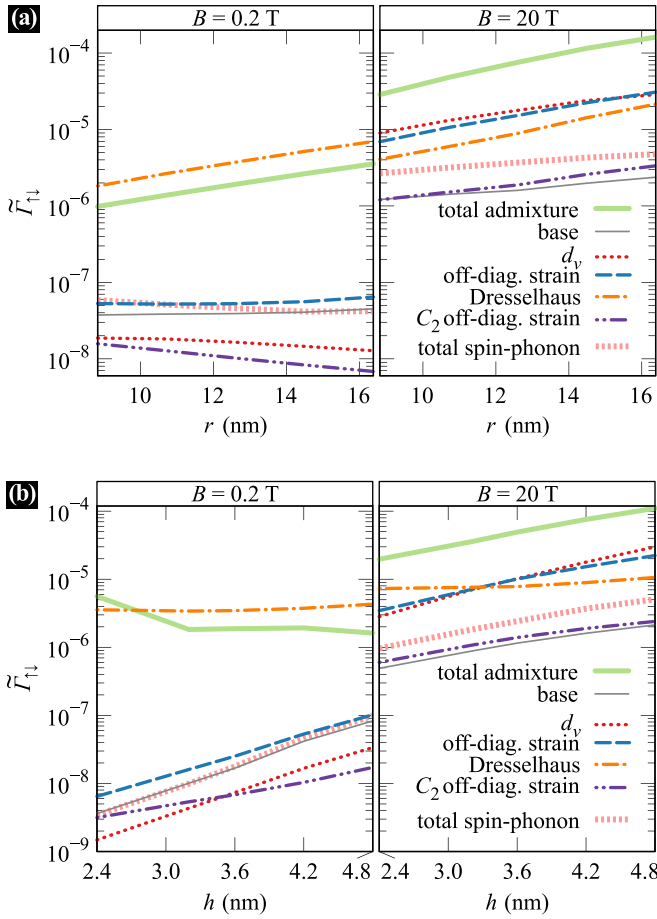 (a)
B = 0.2 T
B = 20 T
10⁻⁴
10⁻⁵
10⁻⁶
10⁻⁷
10⁻⁸
Γ̃↑↓
total admixture
base
dᵥ
off-diag. strain
Dresselhaus
C₂ off-diag. strain
total spin-phonon
10 12 14 16
10 12 14 16
r (nm)
r (nm)
(b)
B = 0.2 T
B = 20 T
10⁻⁴
10⁻⁵
10⁻⁶
10⁻⁷
10⁻⁸
10⁻⁹
Γ̃↑↓
total admixture
base
dᵥ
off-diag. strain
Dresselhaus
C₂ off-diag. strain
total spin-phonon
2.4 3.0 3.6 4.2 4.8
2.4 3.0 3.6 4.2 4.8
h (nm)
h (nm)